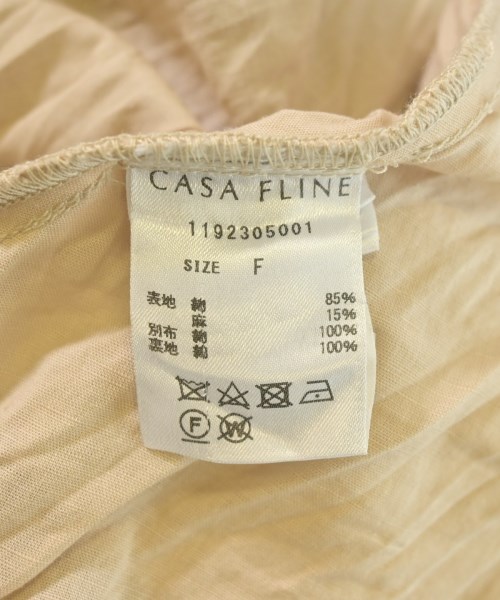 CASA FLINE
1192305001
SIZE F
表地 綿 85%
麻 15%
別布 綿 100%
裏地 綿 100%
F W